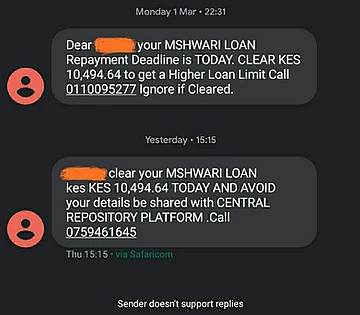 Monday 1 Mar • 22:31
Dear your MSHWARI LOAN
Repayment Deadline is TODAY. CLEAR KES
10,494.64 to get a Higher Loan Limit Call
0110095277 Ignore if Cleared.
Yesterday • 15:15
clear your MSHWARI LOAN
kes KES 10,494.64 TODAY AND AVOID
your details be shared with CENTRAL
REPOSITORY PLATFORM .Call
0759461645
Thu 15:15 • via Safaricom
Sender doesn't support replies